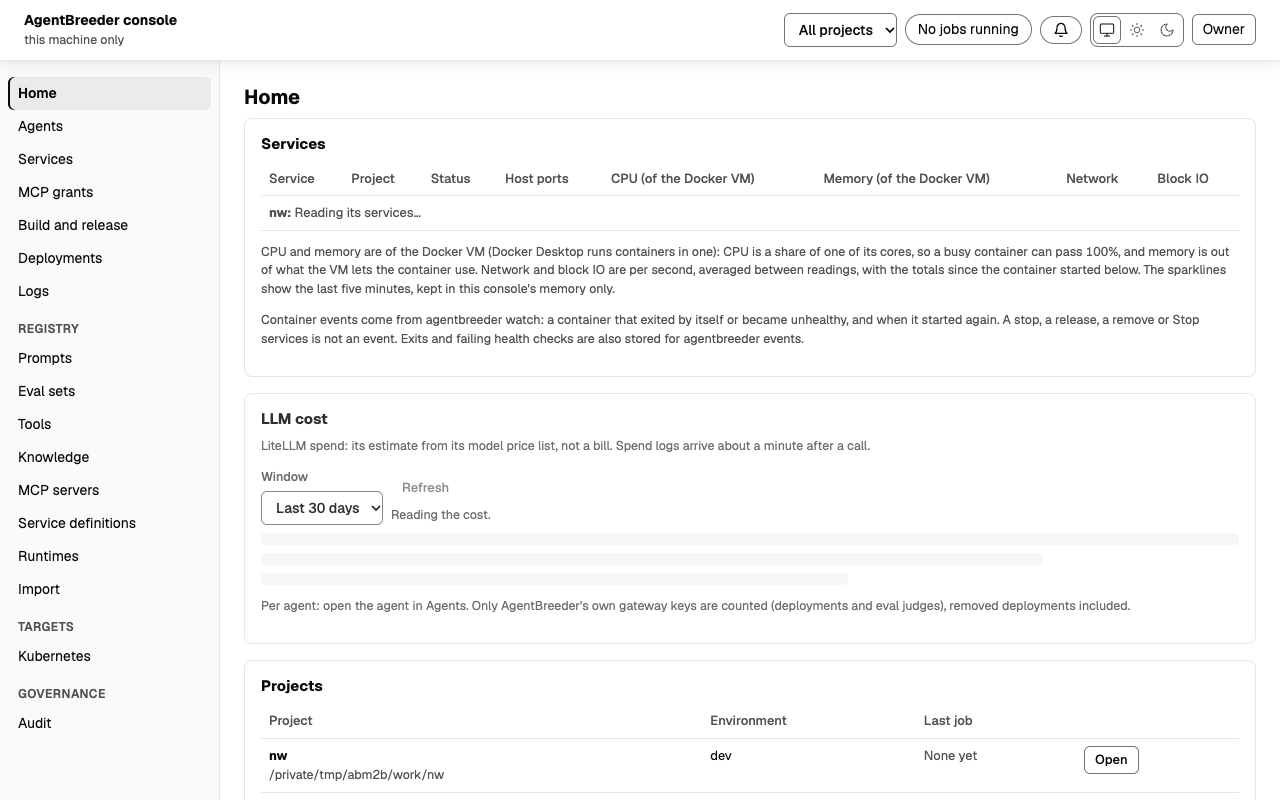 AgentBreeder console
this machine only
All projects
No jobs running
Owner
Home
Agents
Services
MCP grants
Build and release
Deployments
Logs
REGISTRY
Prompts
Eval sets
Tools
Knowledge
MCP servers
Service definitions
Runtimes
Import
TARGETS
Kubernetes
GOVERNANCE
Audit
Home
Services
Service Project Status Host ports CPU (of the Docker VM) Memory (of the Docker VM) Network Block IO
nw: Reading its services…
CPU and memory are of the Docker VM (Docker Desktop runs containers in one): CPU is a share of one of its cores, so a busy container can pass 100%, and memory is out
of what the VM lets the container use. Network and block IO are per second, averaged between readings, with the totals since the container started below. The sparklines
show the last five minutes, kept in this console's memory only.
Container events come from agentbreeder watch: a container that exited by itself or became unhealthy, and when it started again. A stop, a release, a remove or Stop
services is not an event. Exits and failing health checks are also stored for agentbreeder events.
LLM cost
LiteLLM spend: its estimate from its model price list, not a bill. Spend logs arrive about a minute after a call.
Window
Refresh
Last 30 days
Reading the cost.
Per agent: open the agent in Agents. Only AgentBreeder's own gateway keys are counted (deployments and eval judges), removed deployments included.
Projects
Project Environment Last job
nw dev None yet Open
/private/tmp/abm2b/work/nw